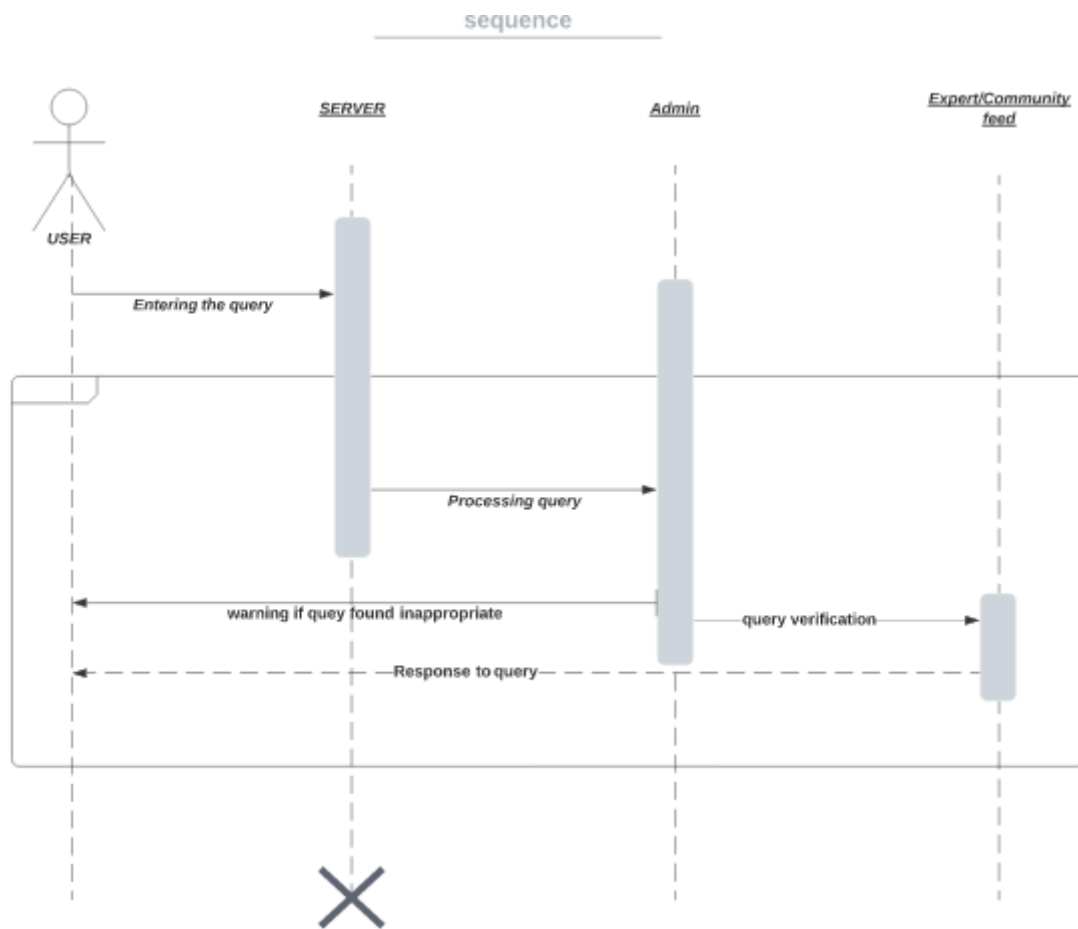 sequence
SERVER
Admin
Expert/Community
feed
USER
Entering the query
Processing query
warning if quey found inappropriate
query verification
Response to query